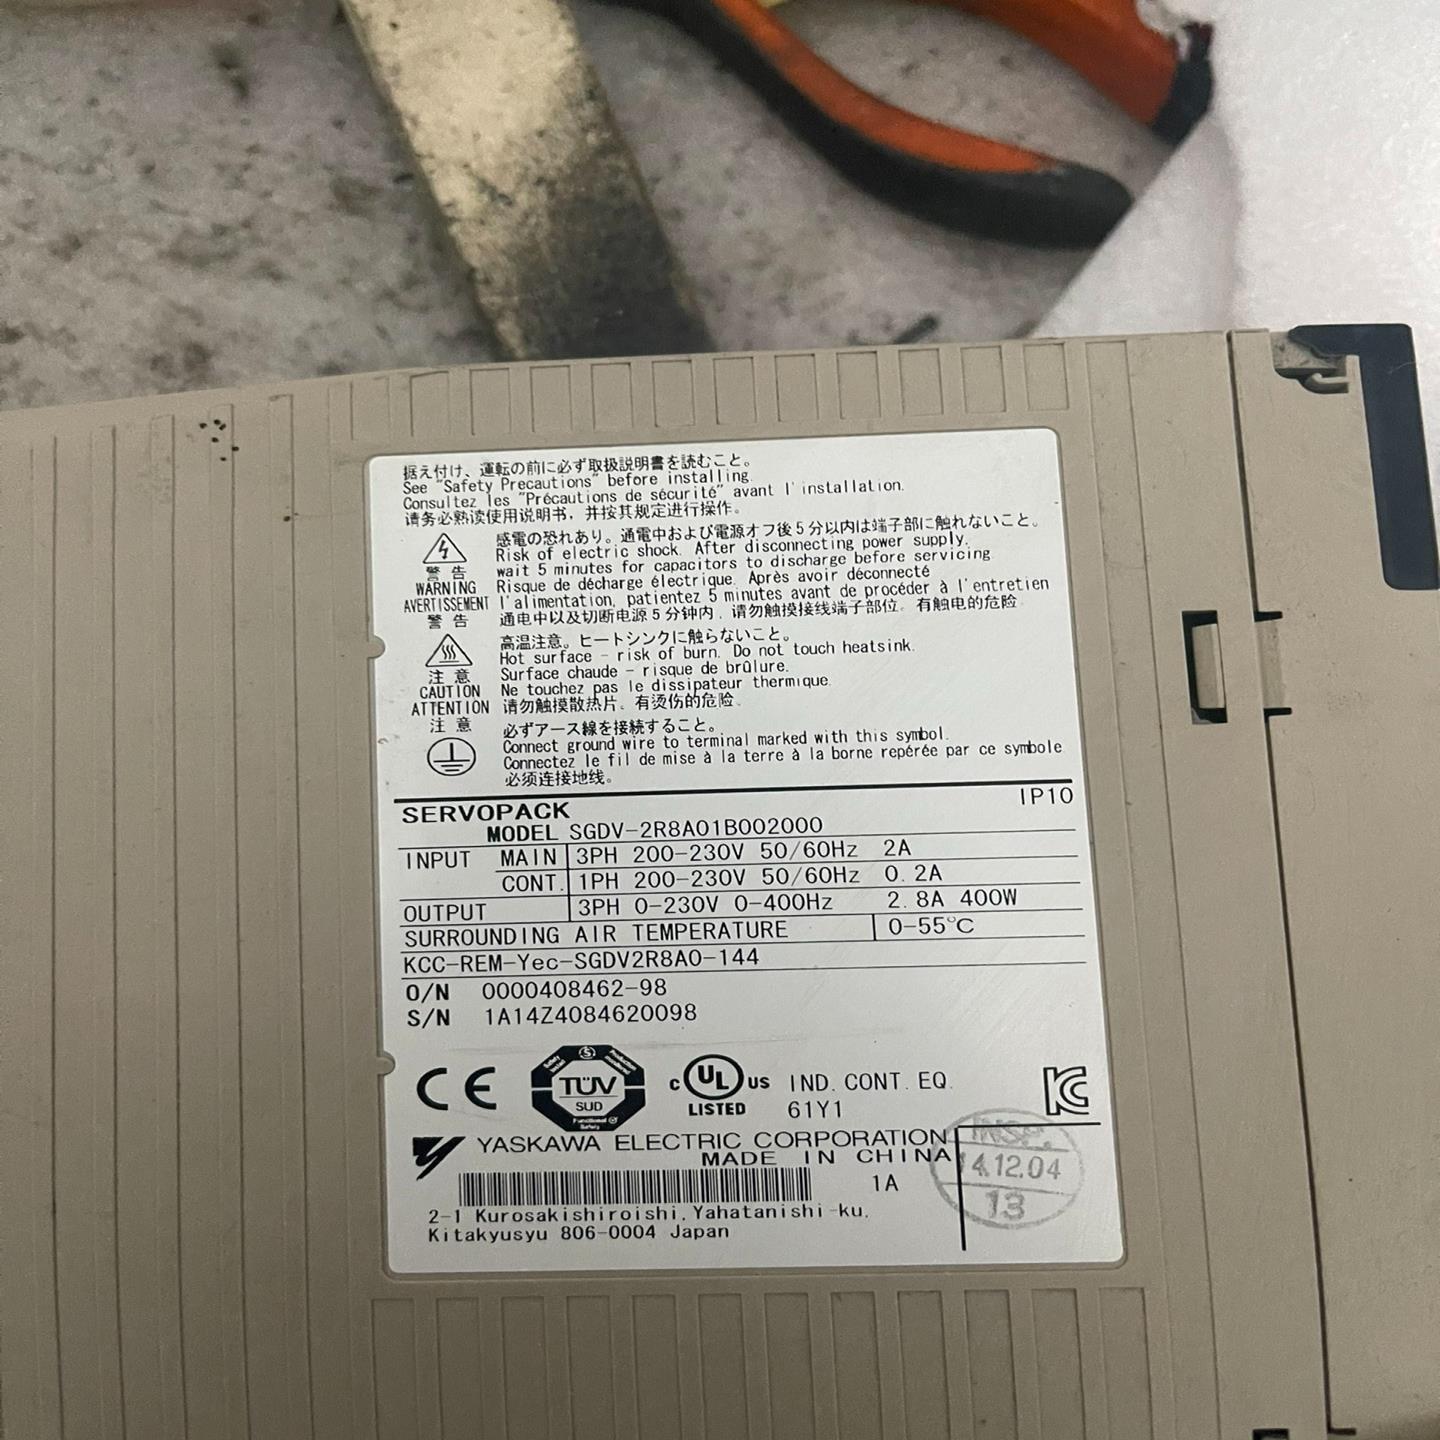 据え付け、運転の前に必ず取扱説明書を読むこと。
See "Safety Precautions" before installing.
Consultez les "Précautions de sécurité" avant l'installation.
请务必熟读使用说明书，并按其规定进行操作。
感電の恐れあり。通電中および電源オフ後5分以内は端子部に触れないこと。
Risk of electric shock. After disconnecting power supply,
wait 5 minutes for capacitors to discharge before servicing.
Risque de décharge électrique. Après avoir déconnecté
l'alimentation, patientez 5 minutes avant de procéder à l'entretien
通电中以及切断电源5分钟内，请勿触摸接线端子部位。有触电的危险
警告
WARNING
AVERTISSEMENT
警告
高温注意。ヒートシンクに触らないこと。
Hot surface - risk of burn. Do not touch heatsink.
Surface chaude - risque de brûlure.
Ne touchez pas le dissipateur thermique.
请勿触摸散热片。有烫伤的危险。
注意
CAUTION
ATTENTION
注意
必ずアース線を接続すること。
Connect ground wire to terminal marked with this symbol.
Connectez le fil de mise à la terre à la borne repérée par ce symbole
必须连接地线。
SERVOPACK IP10
MODEL SGDV-2R8A01B002000
INPUT MAIN 3PH 200-230V 50/60Hz 2A
CONT. 1PH 200-230V 50/60Hz 0.2A
OUTPUT 3PH 0-230V 0-400Hz 2.8A 400W
SURROUNDING AIR TEMPERATURE 0-55℃
KCC-REM-Yec-SGDV2R8A0-144
O/N 0000408462-98
S/N 1A14Z4084620098
CE TÜV SUD Functional Safety C UL US LISTED IND. CONT. EQ. 61Y1
YASKAWA ELECTRIC CORPORATION
MADE IN CHINA
1A
INSP.
14.12.04
13
2-1 Kurosakishiroishi, Yahatanishi-ku,
Kitakyusyu 806-0004 Japan